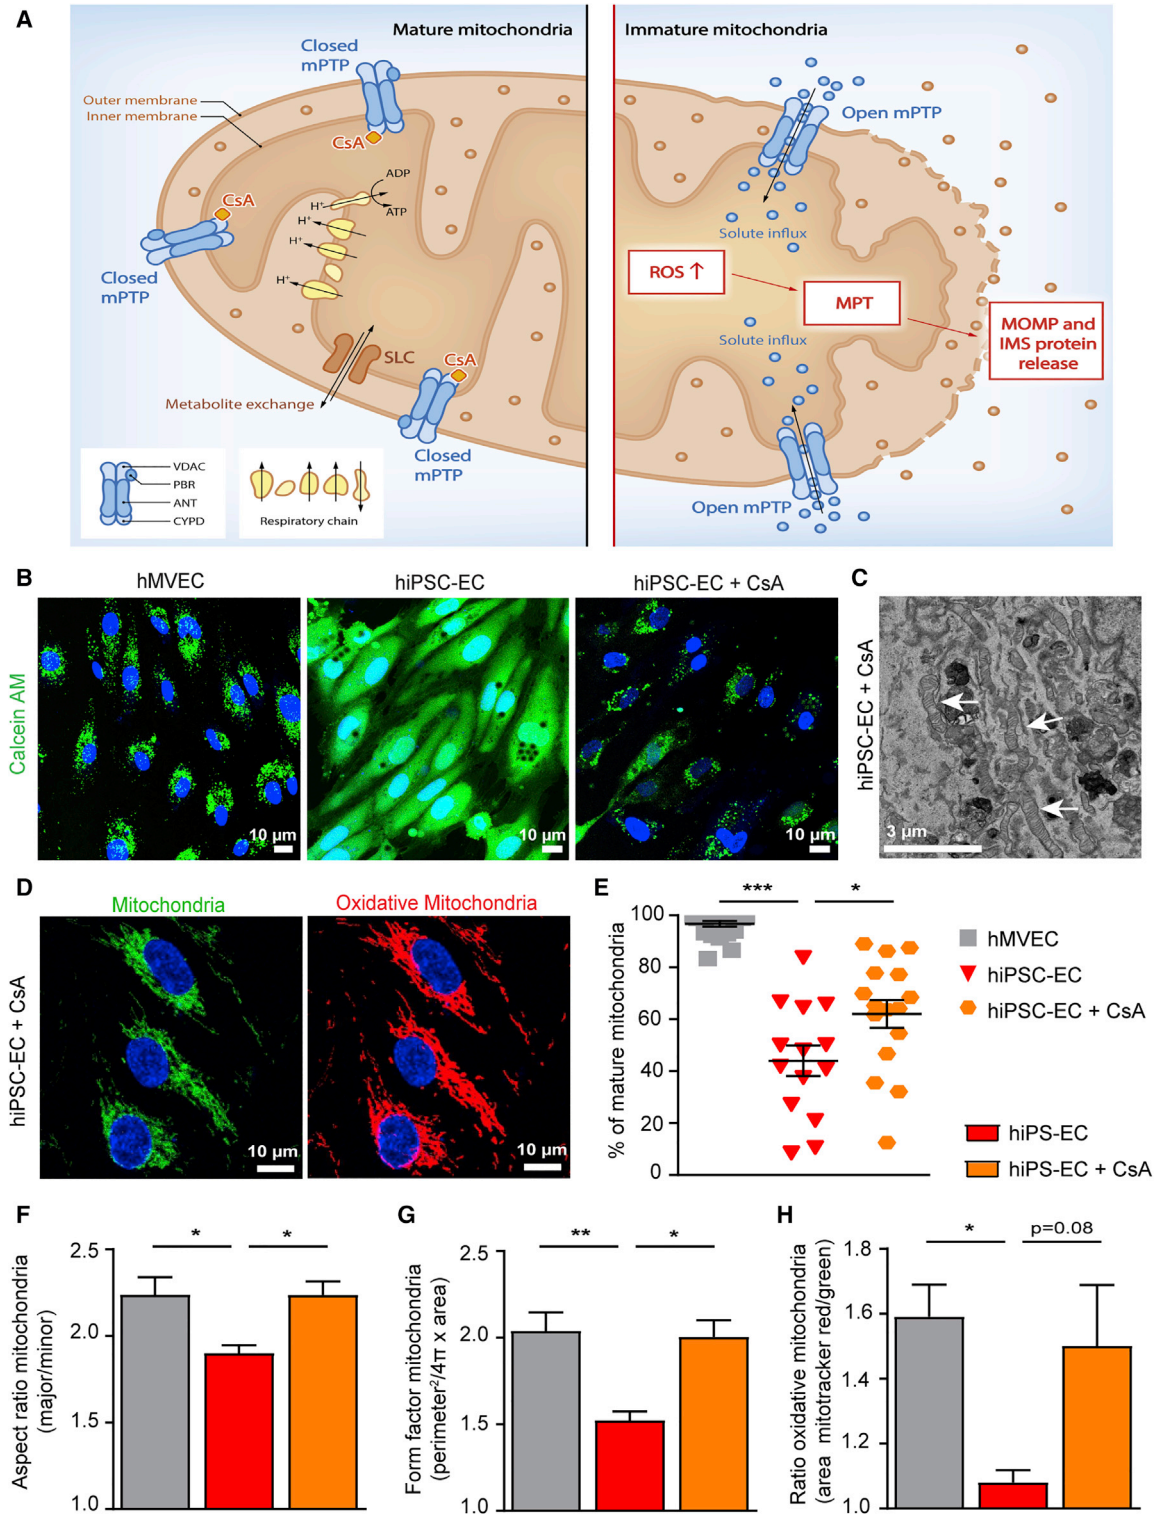 A
Mature mitochondria
Immature mitochondria
Closed
mPTP
Outer membrane
Inner membrane
CsA
ADP
ATP
H+
H+
H+
H+
CsA
Closed
mPTP
SLC
CsA
Metabolite exchange
Closed
mPTP
VDAC
PBR
ANT
CYPD
Respiratory chain
Open mPTP
Solute influx
ROS ↑
MPT
MOMP and
IMS protein
release
Solute influx
Open mPTP
B
hMVEC
hiPSC-EC
hiPSC-EC + CsA
Calcein AM
10 µm
10 µm
10 µm
C
hiPSC-EC + CsA
3 µm
D
Mitochondria
Oxidative Mitochondria
hiPSC-EC + CsA
10 µm
10 µm
E
***
*
% of mature mitochondria
100
80
60
40
20
0
hMVEC
hiPSC-EC
hiPSC-EC + CsA
hiPS-EC
hiPS-EC + CsA
F
*
*
Aspect ratio mitochondria
(major/minor)
2.5
2.0
1.5
1.0
G
**
*
Form factor mitochondria
(perimeter²/4π x area)
2.5
2.0
1.5
1.0
H
*
p=0.08
Ratio oxidative mitochondria
(area mitotracker red/green)
1.8
1.6
1.4
1.2
1.0